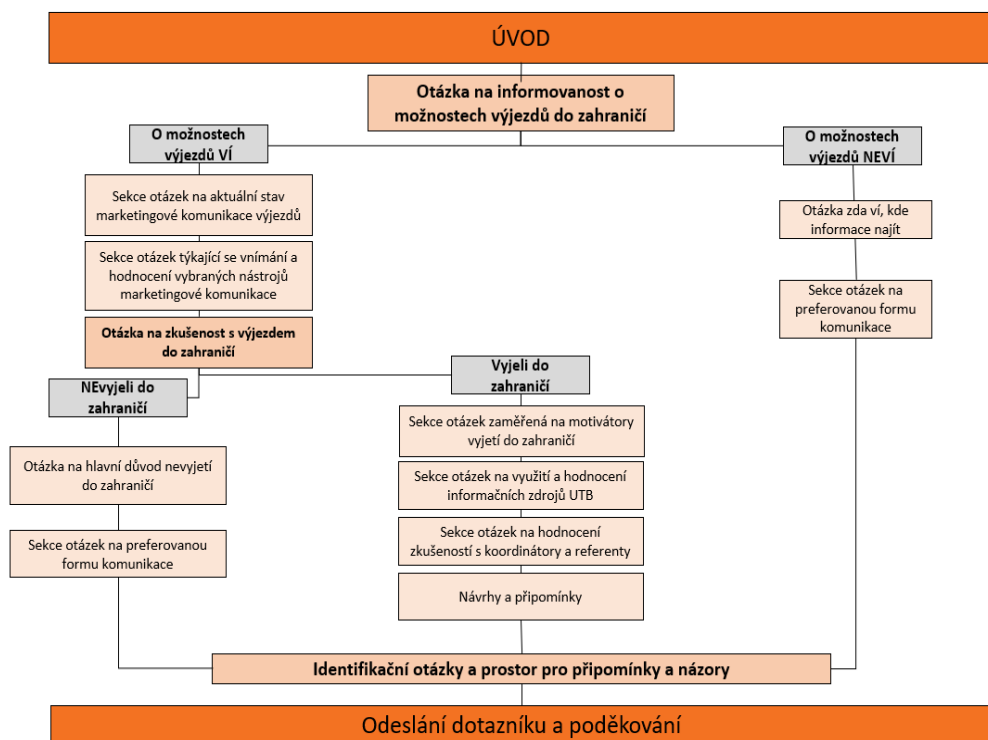 ÚVOD
Otázka na informovanost o
možnostech výjezdů do zahraničí
O možnostech
výjezdů VÍ
O možnostech
výjezdů NEVÍ
Sekce otázek na aktuální stav
marketingové komunikace výjezdů
Otázka zda ví, kde
informace najít
Sekce otázek týkající se vnímání a
hodnocení vybraných nástrojů
marketingové komunikace
Sekce otázek na
preferovanou formu
komunikace
Otázka na zkušenost s výjezdem
do zahraničí
NEvyjeli do
zahraničí
Vyjeli do
zahraničí
Sekce otázek zaměřená na motivátory
vyjetí do zahraničí
Otázka na hlavní důvod nevyjetí
do zahraničí
Sekce otázek na využití a hodnocení
informačních zdrojů UTB
Sekce otázek na preferovanou
formu komunikace
Sekce otázek na hodnocení
zkušeností s koordinátory a referenty
Návrhy a připomínky
Identifikační otázky a prostor pro připomínky a názory
Odeslání dotazníku a poděkování